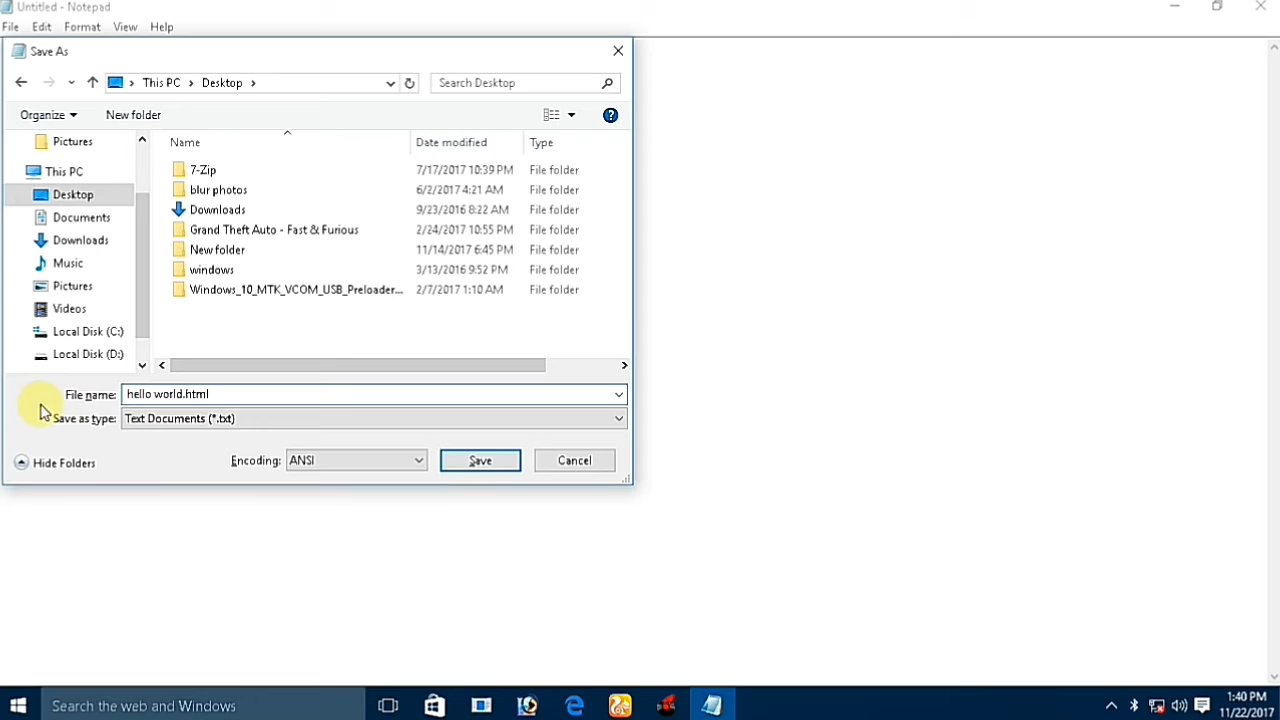 Untitled - Notepad
File Edit Format View Help
Save As
This PC Desktop
Search Desktop
Organize New folder
Name Date modified Type
Pictures
This PC
Desktop
Documents
Downloads
Music
Pictures
Videos
Local Disk (C:)
Local Disk (D:)
7-Zip 7/17/2017 10:39 PM File folder
blur photos 6/2/2017 4:21 AM File folder
Downloads 9/23/2016 8:22 AM File folder
Grand Theft Auto - Fast & Furious 2/24/2017 10:55 PM File folder
New folder 11/14/2017 6:45 PM File folder
windows 3/13/2016 9:52 PM File folder
Windows_10_MTK_VCOM_USB_Preloader... 2/7/2017 1:10 AM File folder
File name: hello world.html
Save as type: Text Documents (*.txt)
Hide Folders Encoding: ANSI Save Cancel
Search the web and Windows
1:40 PM
11/22/2017